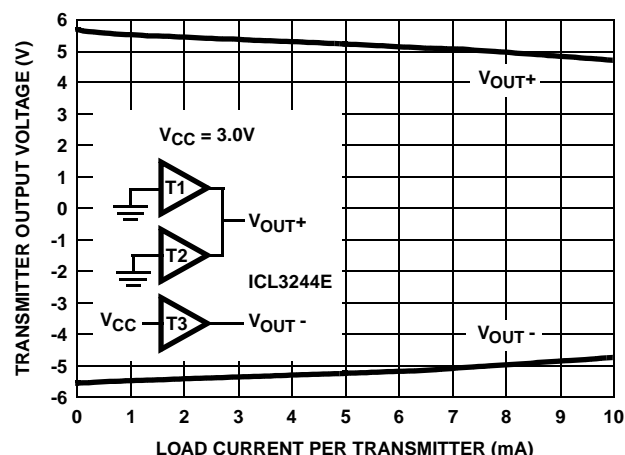 TRANSMITTER OUTPUT VOLTAGE (V)
6
5
4
3
2
1
0
-1
-2
-3
-4
-5
-6
VOUT+
VCC = 3.0V
T1
VOUT+
T2
ICL3244E
VCC
T3
VOUT -
VOUT -
0 1 2 3 4 5 6 7 8 9 10
LOAD CURRENT PER TRANSMITTER (mA)